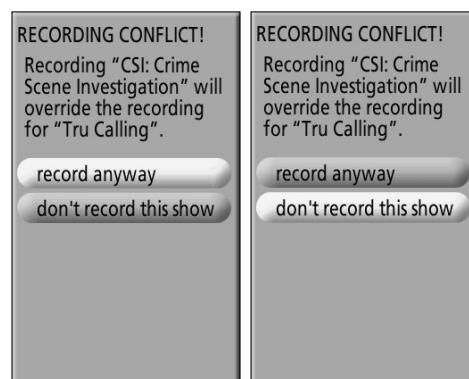 RECORDING CONFLICT!
Recording “CSI: Crime
Scene Investigation” will
override the recording
for “Tru Calling”.
record anyway
don't record this show
RECORDING CONFLICT!
Recording “CSI: Crime
Scene Investigation” will
override the recording
for “Tru Calling”.
record anyway
don't record this show